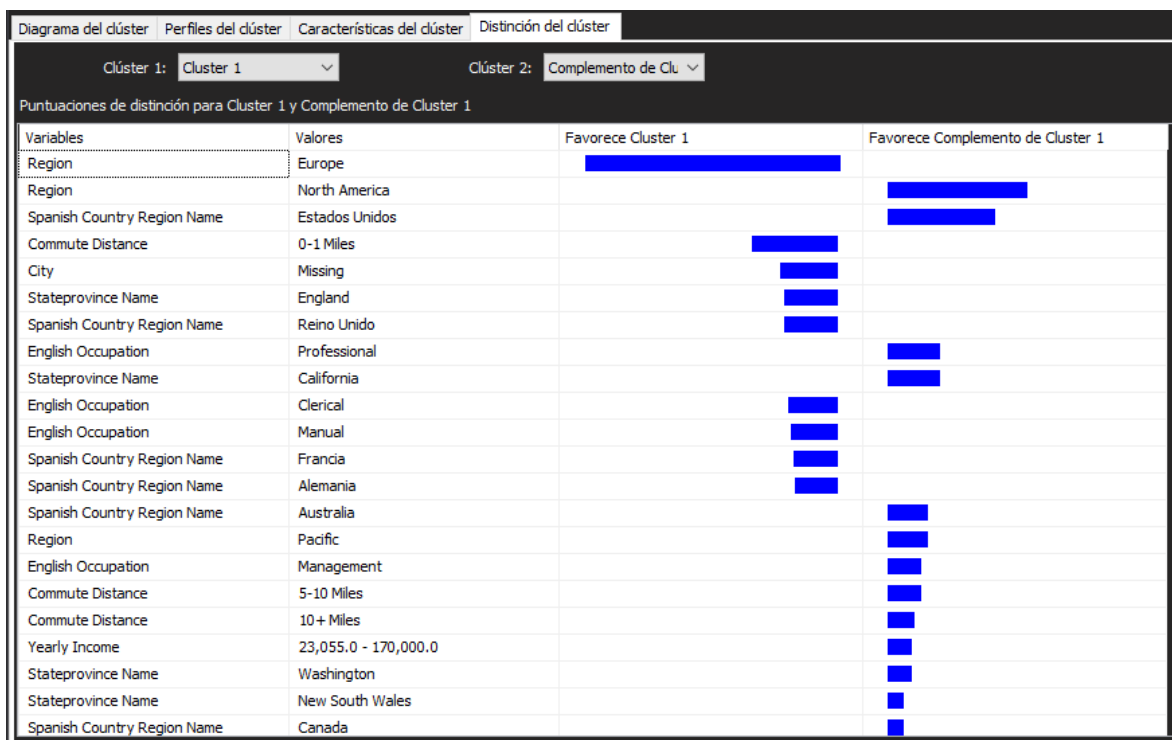 Diagrama del clúster Perfiles del clúster Características del clúster Distinción del clúster
Clúster 1: Cluster 1 Clúster 2: Complemento de Clu
Puntuaciones de distinción para Cluster 1 y Complemento de Cluster 1
Variables Valores Favorece Cluster 1 Favorece Complemento de Cluster 1
Region Europe
Region North America
Spanish Country Region Name Estados Unidos
Commute Distance 0-1 Miles
City Missing
Stateprovince Name England
Spanish Country Region Name Reino Unido
English Occupation Professional
Stateprovince Name California
English Occupation Clerical
English Occupation Manual
Spanish Country Region Name Francia
Spanish Country Region Name Alemania
Spanish Country Region Name Australia
Region Pacific
English Occupation Management
Commute Distance 5-10 Miles
Commute Distance 10+ Miles
Yearly Income 23,055.0 - 170,000.0
Stateprovince Name Washington
Stateprovince Name New South Wales
Spanish Country Region Name Canada